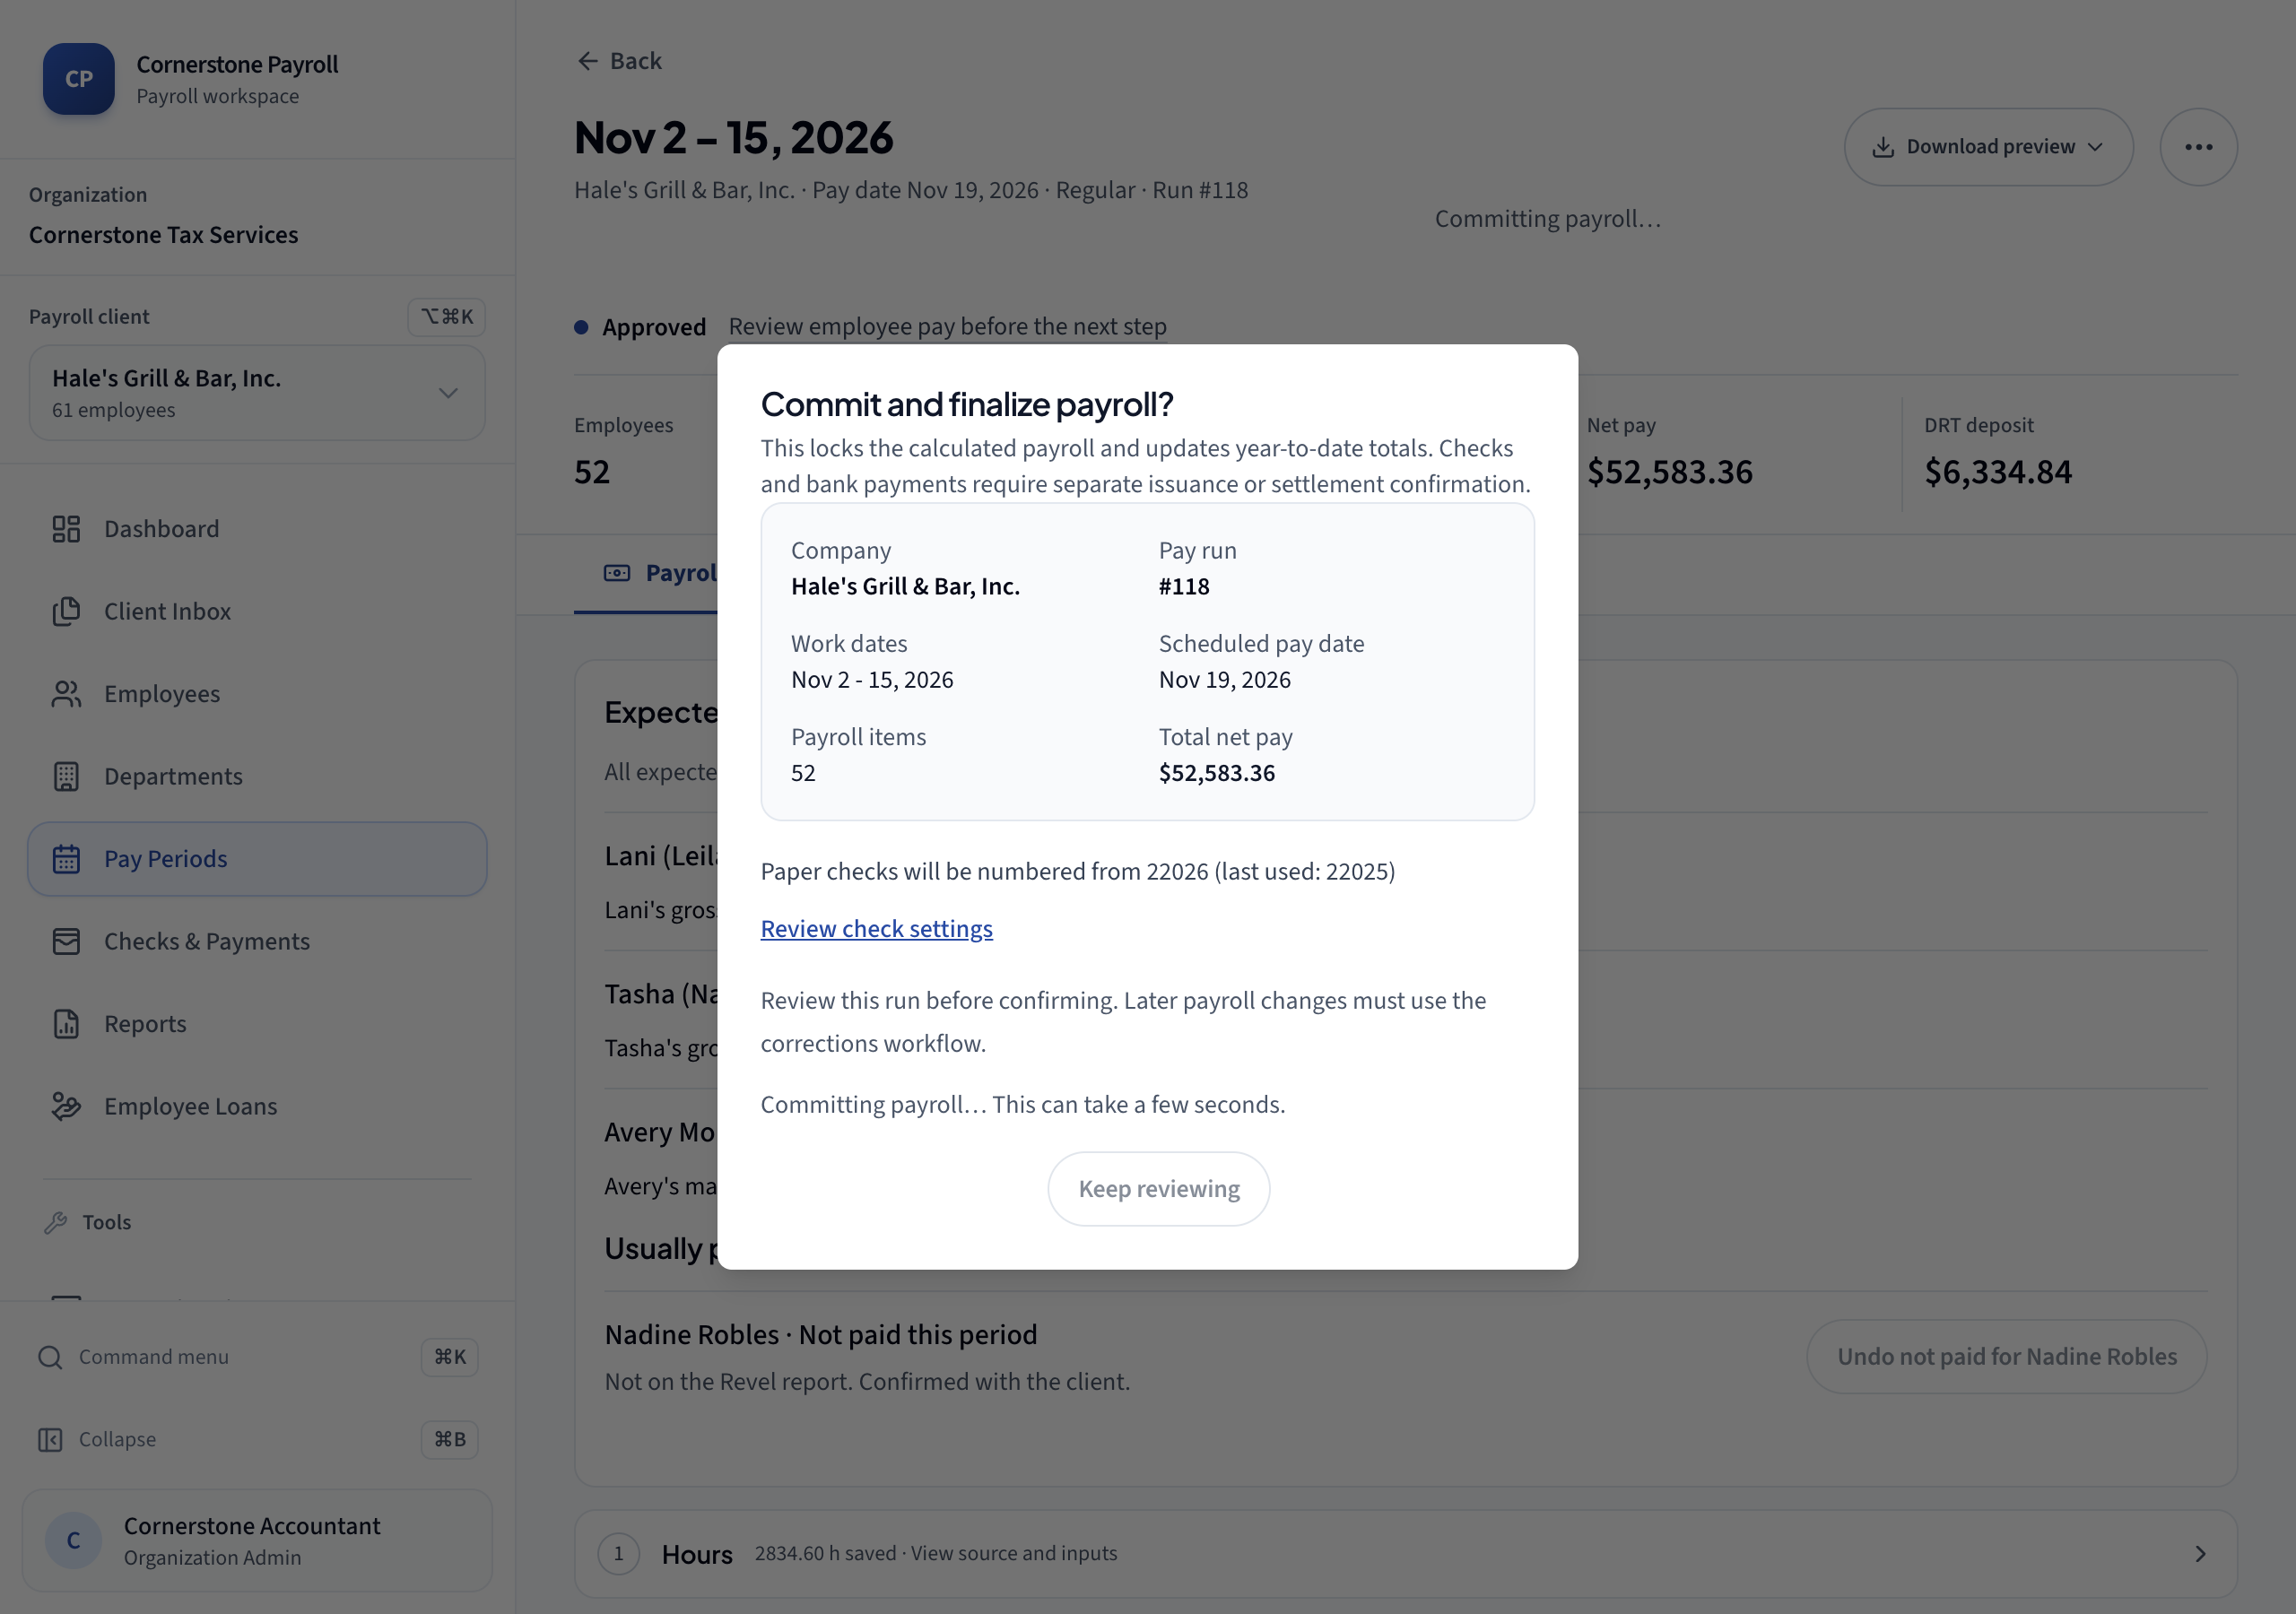 CP
Cornerstone Payroll
Payroll workspace
Organization
Cornerstone Tax Services
Payroll client
⌥⌘K
Hale's Grill & Bar, Inc.
61 employees
Dashboard
Client Inbox
Employees
Departments
Pay Periods
Checks & Payments
Reports
Employee Loans
Tools
Command menu
⌘K
Collapse
⌘B
C
Cornerstone Accountant
Organization Admin
Back
Nov 2 – 15, 2026
Hale's Grill & Bar, Inc. · Pay date Nov 19, 2026 · Regular · Run #118
Download preview
Committing payroll…
Approved
Review employee pay before the next step
Employees
52
Net pay
$52,583.36
DRT deposit
$6,334.84
Commit and finalize payroll?
This locks the calculated payroll and updates year-to-date totals. Checks
and bank payments require separate issuance or settlement confirmation.
Company
Hale's Grill & Bar, Inc.
Pay run
#118
Work dates
Nov 2 - 15, 2026
Scheduled pay date
Nov 19, 2026
Payroll items
52
Total net pay
$52,583.36
Paper checks will be numbered from 22026 (last used: 22025)
Review check settings
Review this run before confirming. Later payroll changes must use the
corrections workflow.
Committing payroll… This can take a few seconds.
Keep reviewing
All
Lani
Lani's
Tasha
Tasha's
Avery
Avery's
Usually
Nadine Robles · Not paid this period
Not on the Revel report. Confirmed with the client.
Undo not paid for Nadine Robles
1
Hours
2834.60 h saved · View source and inputs